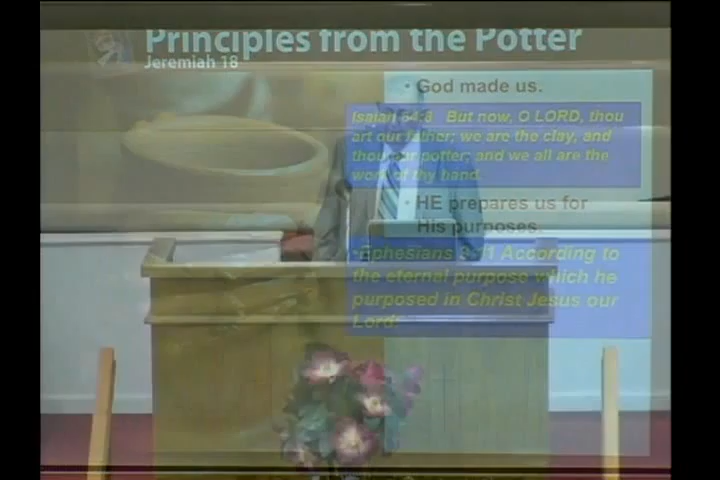 Principles from the Potter
Jeremiah 18
• God made us.
Isaiah 64:8 But now, O LORD, thou
art our father; we are the clay, and
thou our potter; and we all are the
work of thy hand.
• HE prepares us for
His purposes.
•Ephesians 3:11 According to
the eternal purpose which he
purposed in Christ Jesus our
Lord: